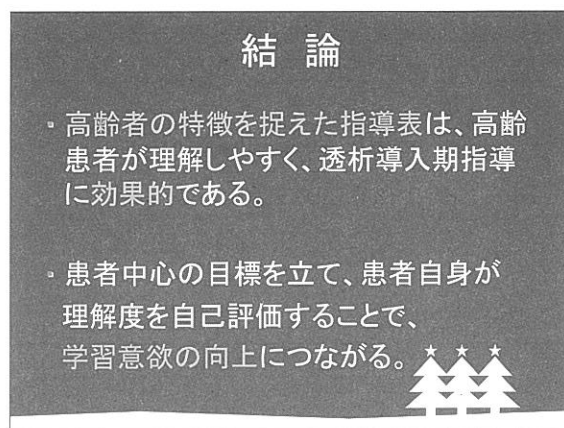 結 論
▪ 高齢者の特徴を捉えた指導表は、高齢
患者が理解しやすく、透析導入期指導
に効果的である。
▪ 患者中心の目標を立て、患者自身が
理解度を自己評価することで、
学習意欲の向上につながる。